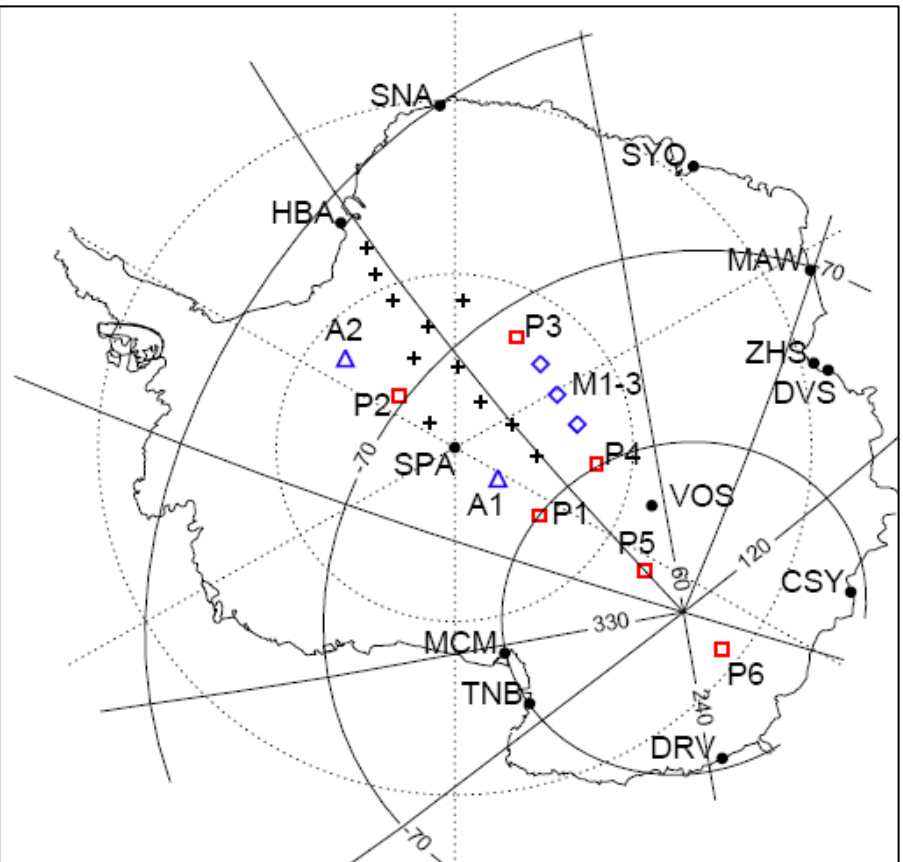 SNA
SYO
HBA
MAW
-70
A2
P3
ZHS
DVS
M1-3
P2
-70
SPA
P4
A1
VOS
P1
P5
120
60
CSY
330
MCM
P6
TNB
240
DRV
-70